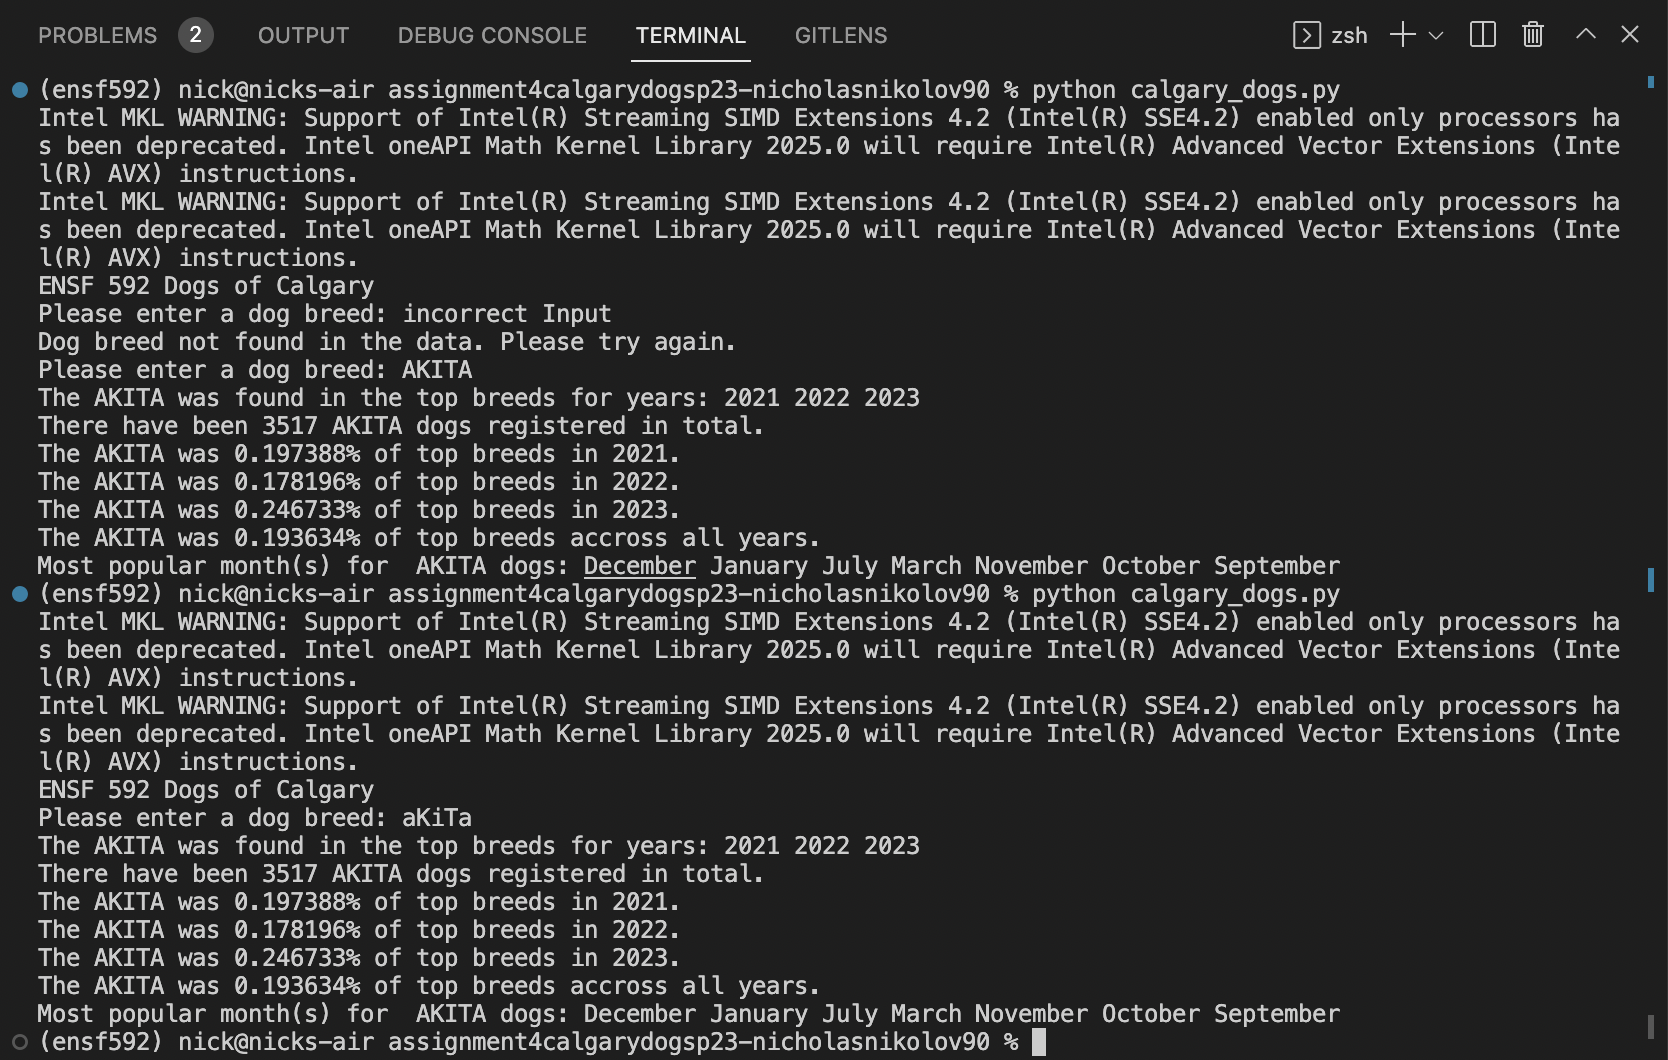 PROBLEMS 2 OUTPUT DEBUG CONSOLE TERMINAL GITLENS zsh
(ensf592) nick@nicks-air assignment4calgarydogsp23-nicholasnikolov90 % python calgary_dogs.py
Intel MKL WARNING: Support of Intel(R) Streaming SIMD Extensions 4.2 (Intel(R) SSE4.2) enabled only processors ha
s been deprecated. Intel oneAPI Math Kernel Library 2025.0 will require Intel(R) Advanced Vector Extensions (Inte
l(R) AVX) instructions.
Intel MKL WARNING: Support of Intel(R) Streaming SIMD Extensions 4.2 (Intel(R) SSE4.2) enabled only processors ha
s been deprecated. Intel oneAPI Math Kernel Library 2025.0 will require Intel(R) Advanced Vector Extensions (Inte
l(R) AVX) instructions.
ENSF 592 Dogs of Calgary
Please enter a dog breed: incorrect Input
Dog breed not found in the data. Please try again.
Please enter a dog breed: AKITA
The AKITA was found in the top breeds for years: 2021 2022 2023
There have been 3517 AKITA dogs registered in total.
The AKITA was 0.197388% of top breeds in 2021.
The AKITA was 0.178196% of top breeds in 2022.
The AKITA was 0.246733% of top breeds in 2023.
The AKITA was 0.193634% of top breeds accross all years.
Most popular month(s) for  AKITA dogs: December January July March November October September
(ensf592) nick@nicks-air assignment4calgarydogsp23-nicholasnikolov90 % python calgary_dogs.py
Intel MKL WARNING: Support of Intel(R) Streaming SIMD Extensions 4.2 (Intel(R) SSE4.2) enabled only processors ha
s been deprecated. Intel oneAPI Math Kernel Library 2025.0 will require Intel(R) Advanced Vector Extensions (Inte
l(R) AVX) instructions.
Intel MKL WARNING: Support of Intel(R) Streaming SIMD Extensions 4.2 (Intel(R) SSE4.2) enabled only processors ha
s been deprecated. Intel oneAPI Math Kernel Library 2025.0 will require Intel(R) Advanced Vector Extensions (Inte
l(R) AVX) instructions.
ENSF 592 Dogs of Calgary
Please enter a dog breed: aKiTa
The AKITA was found in the top breeds for years: 2021 2022 2023
There have been 3517 AKITA dogs registered in total.
The AKITA was 0.197388% of top breeds in 2021.
The AKITA was 0.178196% of top breeds in 2022.
The AKITA was 0.246733% of top breeds in 2023.
The AKITA was 0.193634% of top breeds accross all years.
Most popular month(s) for  AKITA dogs: December January July March November October September
(ensf592) nick@nicks-air assignment4calgarydogsp23-nicholasnikolov90 %